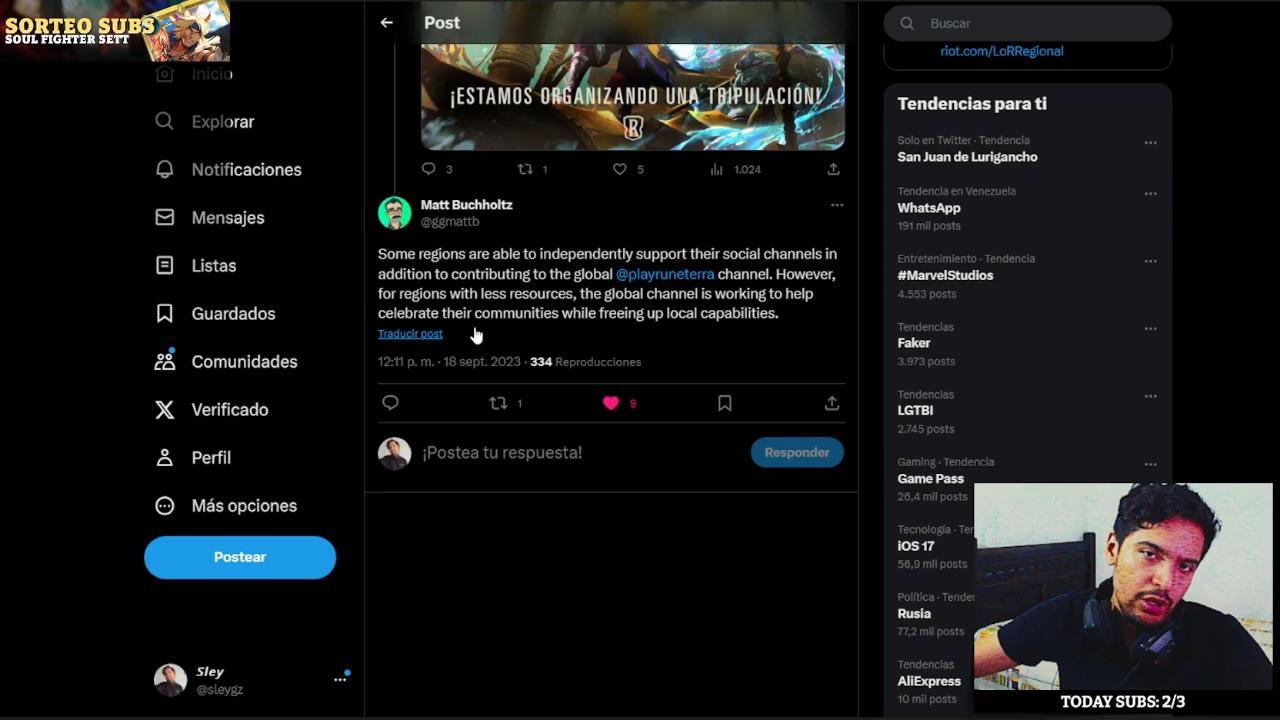 SORTEO SUBS
SOUL FIGHTER SETT
Inicio
Explorar
Notificaciones
Mensajes
Listas
Guardados
Comunidades
Verificado
Perfil
Más opciones
Postear
Sley
@sleygz
Post
¡ESTAMOS ORGANIZANDO UNA TRIPULACIÓN!
3 1 5 1.024
Matt Buchholtz
@ggmattb
Some regions are able to independently support their social channels in
addition to contributing to the global @playruneterra channel. However,
for regions with less resources, the global channel is working to help
celebrate their communities while freeing up local capabilities.
Traducir post
12:11 p. m. · 18 sept. 2023 · 334 Reproducciones
1 9
¡Postea tu respuesta!
Responder
Buscar
riot.com/LoRRegional
Tendencias para ti
Solo en Twitter · Tendencia
San Juan de Lurigancho
Tendencia en Venezuela
WhatsApp
191 mil posts
Entretenimiento · Tendencia
#MarvelStudios
4.553 posts
Tendencias
Faker
3.973 posts
Tendencias
LGTBI
2.745 posts
Gaming · Tendencia
Game Pass
26,4 mil posts
Tecnología · Ter
iOS 17
56,9 mil posts
Política · Tender
Rusia
77,2 mil posts
Tendencias
AliExpress
10 mil posts
TODAY SUBS: 2/3